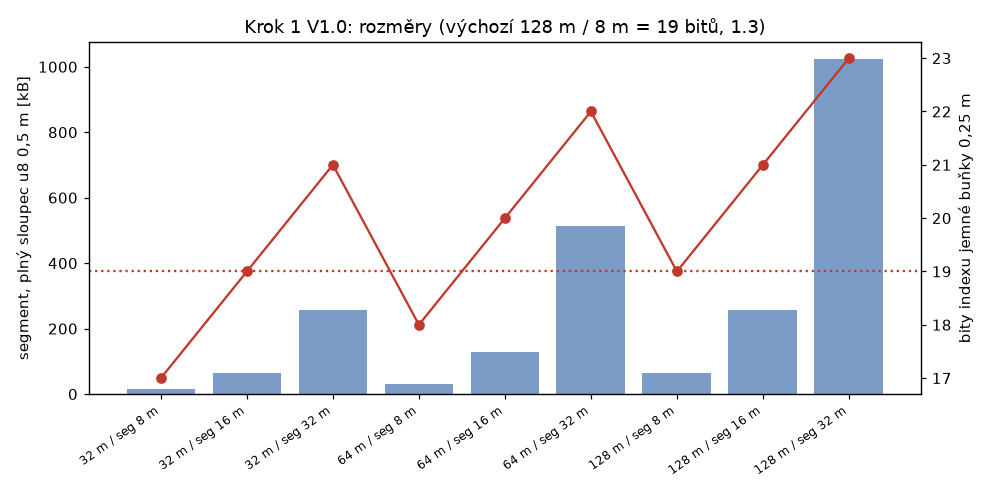 Krok 1 V1.0: rozměry (výchozí 128 m / 8 m = 19 bitů, 1.3)
segment, plný sloupec u8 0,5 m [kB]
1000
800
600
400
200
0
bity indexu jemné buňky 0,25 m
23
22
21
20
19
18
17
32 m / seg 8 m
32 m / seg 16 m
32 m / seg 32 m
64 m / seg 8 m
64 m / seg 16 m
64 m / seg 32 m
128 m / seg 8 m
128 m / seg 16 m
128 m / seg 32 m